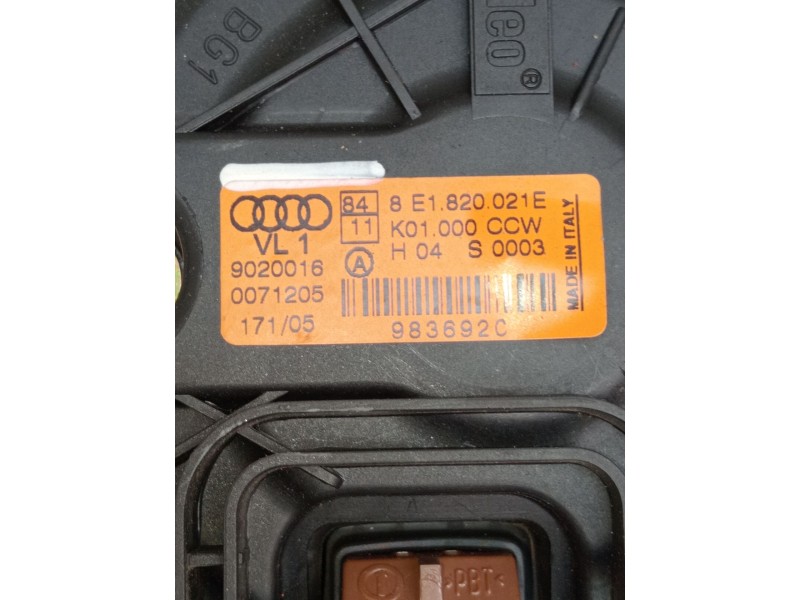 BG1
®
84 8 E1.820.021E
11 K01.000 CCW
VL 1 H 04 S 0003
9020016 A
0071205
171/05
983692C
MADE IN ITALY
>PBT<